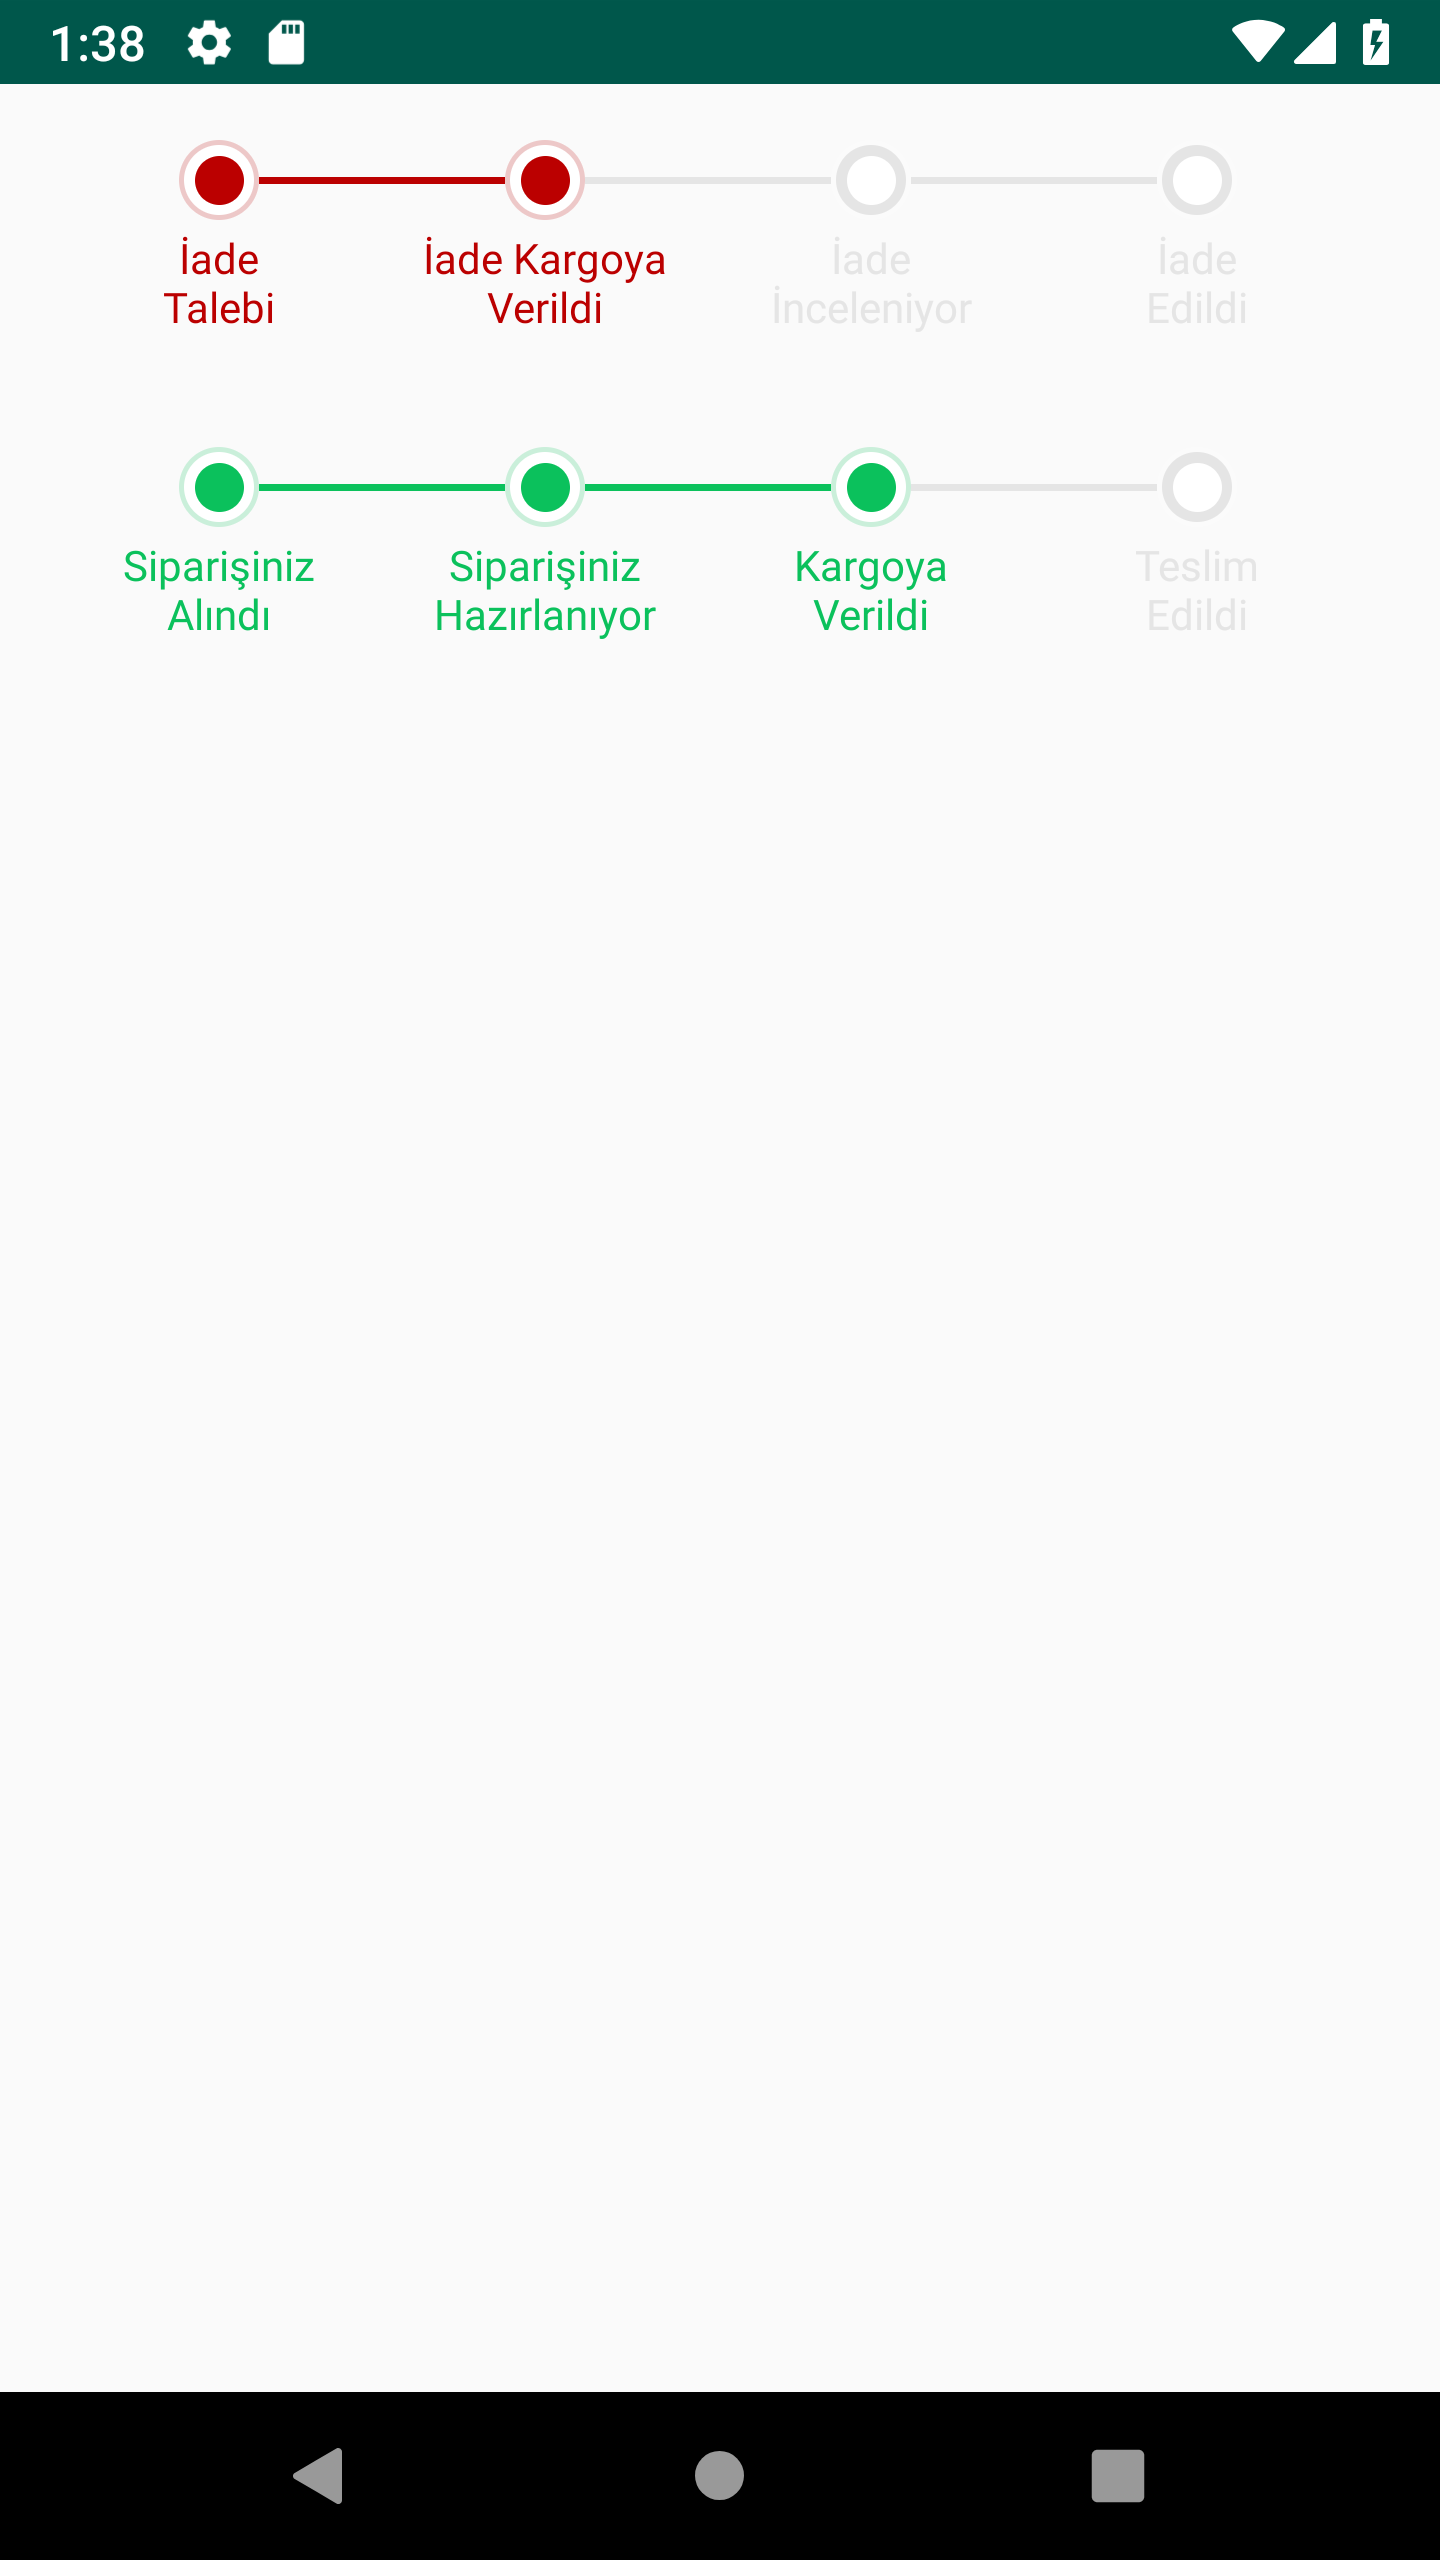 1:38
İade
Talebi
İade Kargoya
Verildi
İade
İnceleniyor
İade
Edildi
Siparişiniz
Alındı
Siparişiniz
Hazırlanıyor
Kargoya
Verildi
Teslim
Edildi